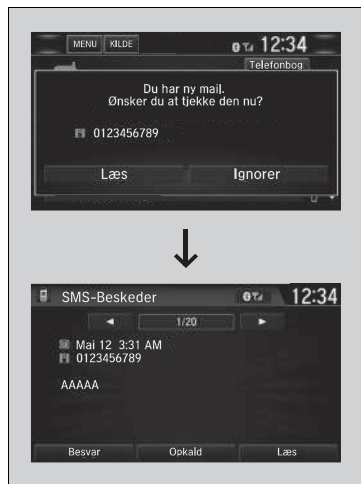 MENU KILDE 12:34
Telefonbog
Du har ny mail.
Ønsker du at tjekke den nu?
0123456789
Læs Ignorer
SMS-Beskeder 12:34
1/20
Mai 12 3:31 AM
0123456789
AAAAA
Besvar Opkald Læs